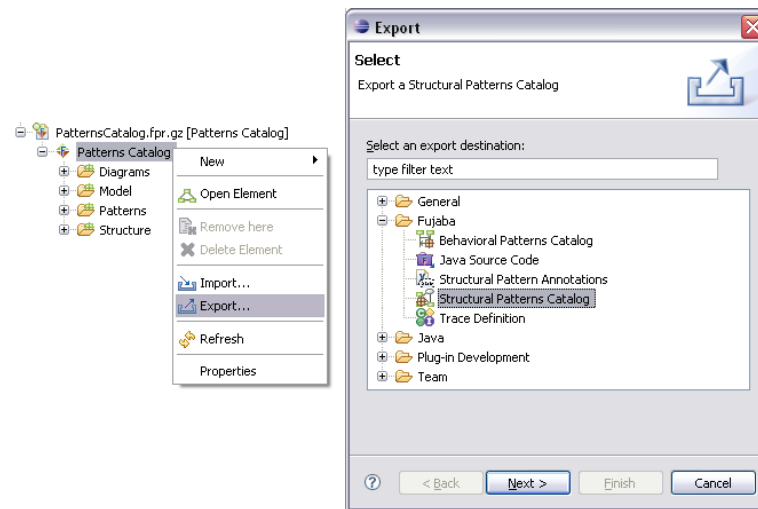 PatternsCatalog.fpr.gz [Patterns Catalog]
Patterns Catalog
Diagrams
Model
Patterns
Structure
New
Open Element
Remove here
Delete Element
Import...
Export...
Refresh
Properties
Export
Select
Export a Structural Patterns Catalog
Select an export destination:
type filter text
General
Fujaba
Behavioral Patterns Catalog
Java Source Code
Structural Pattern Annotations
Structural Patterns Catalog
Trace Definition
Java
Plug-in Development
Team
? < Back Next > Finish Cancel